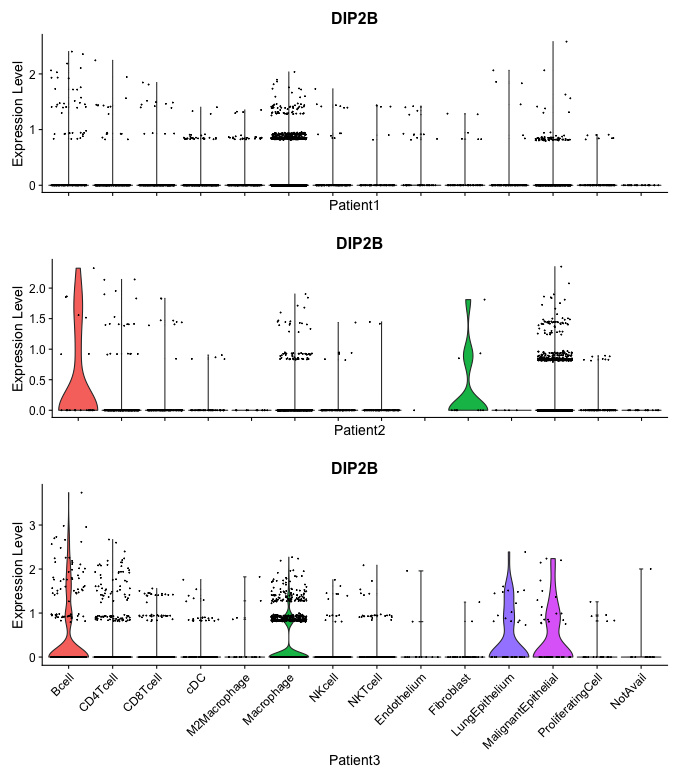 DIP2B
Expression Level
2
1
0
Patient1
DIP2B
Expression Level
2.0
1.5
1.0
0.5
0.0
Patient2
DIP2B
Expression Level
3
2
1
0
Bcell
CD4Tcell
CD8Tcell
cDC
M2Macrophage
Macrophage
NKcell
NKTcell
Endothelium
Fibroblast
LungEpithelium
MalignantEpithelial
ProliferatingCell
NotAvail
Patient3